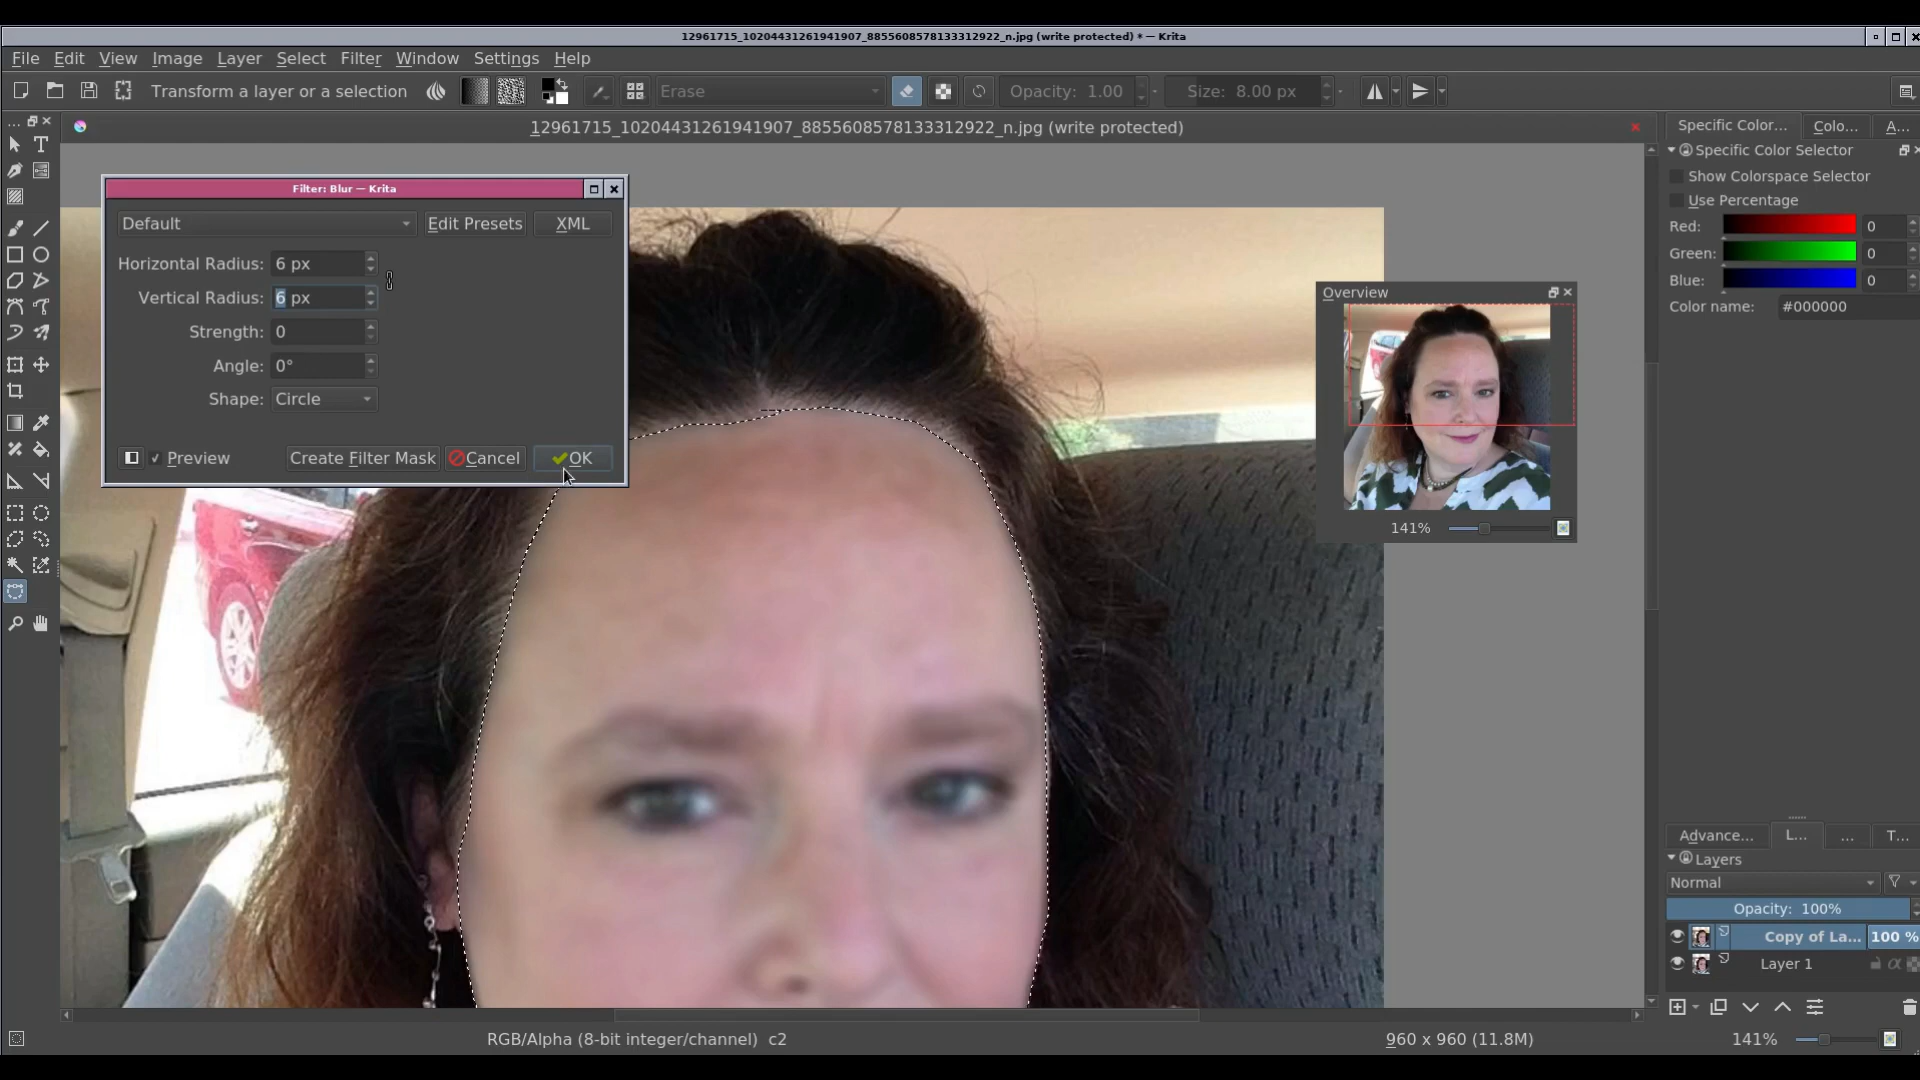 12961715_10204431261941907_8855608578133312922_n.jpg (write protected) * — Krita
File Edit View Image Layer Select Filter Window Settings Help
Transform a layer or a selection
Erase
Opacity: 1.00
Size: 8.00 px
12961715_10204431261941907_8855608578133312922_n.jpg (write protected)
Filter: Blur — Krita
Default
Edit Presets
XML
Horizontal Radius: 6 px
Vertical Radius: 6 px
Strength: 0
Angle: 0°
Shape: Circle
Preview
Create Filter Mask
Cancel
OK
Overview
141%
Specific Color... Colo... A...
Specific Color Selector
Show Colorspace Selector
Use Percentage
Red: 0
Green: 0
Blue: 0
Color name: #000000
Advance... L... ... T...
Layers
Normal
Opacity: 100%
Copy of La... 100 %
Layer 1
RGB/Alpha (8-bit integer/channel) c2
960 x 960 (11.8M)
141%